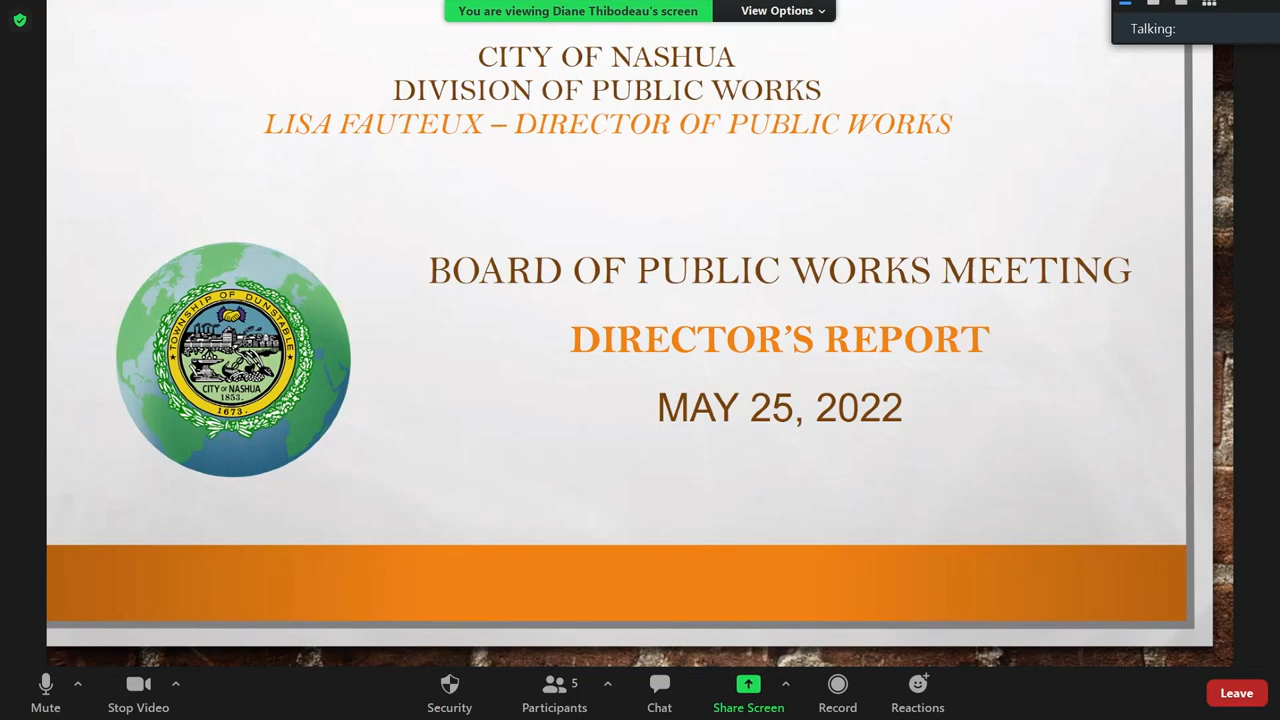 You are viewing Diane Thibodeau's screen
View Options
Talking:
CITY OF NASHUA
DIVISION OF PUBLIC WORKS
LISA FAUTEUX – DIRECTOR OF PUBLIC WORKS
BOARD OF PUBLIC WORKS MEETING
DIRECTOR'S REPORT
MAY 25, 2022
TOWNSHIP OF DUNSTABLE
CITY OF NASHUA
1853.
1673.
Mute
Stop Video
Security
Participants
5
Chat
Share Screen
Record
Reactions
Leave